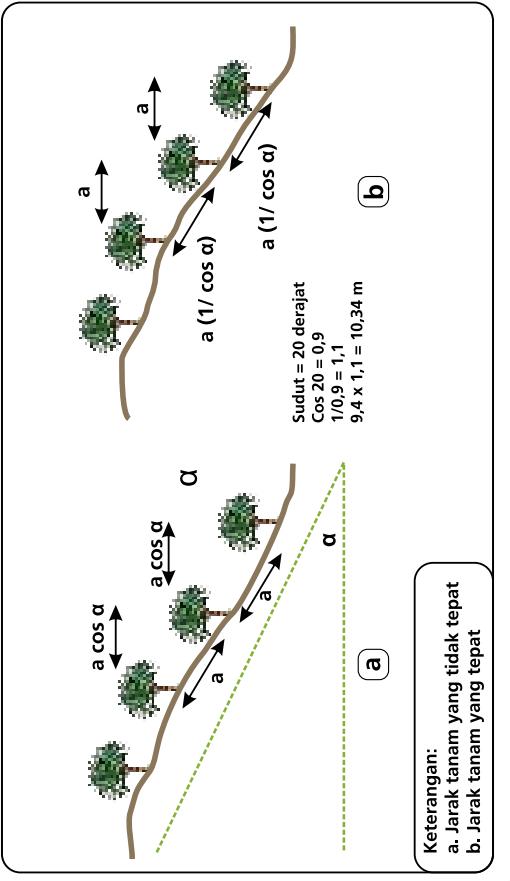 a cos α
a cos α
α
a
a
α
a
a
a
a (1/ cos α)
a (1/ cos α)
Sudut = 20 derajat
Cos 20 = 0,9
1/0,9 = 1,1
9,4 x 1,1 = 10,34 m
b
Keterangan:
a. Jarak tanam yang tidak tepat
b. Jarak tanam yang tepat